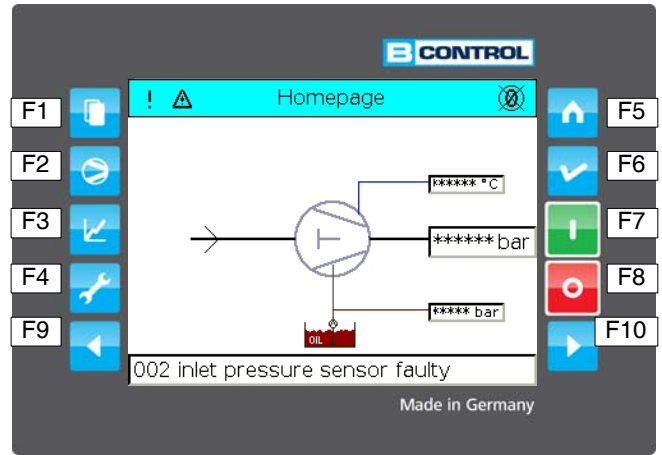 B CONTROL
F1
F2
F3
F4
F9
! Homepage
****** °C
****** bar
***** bar
OIL
002 inlet pressure sensor faulty
F5
F6
F7
F8
F10
Made in Germany